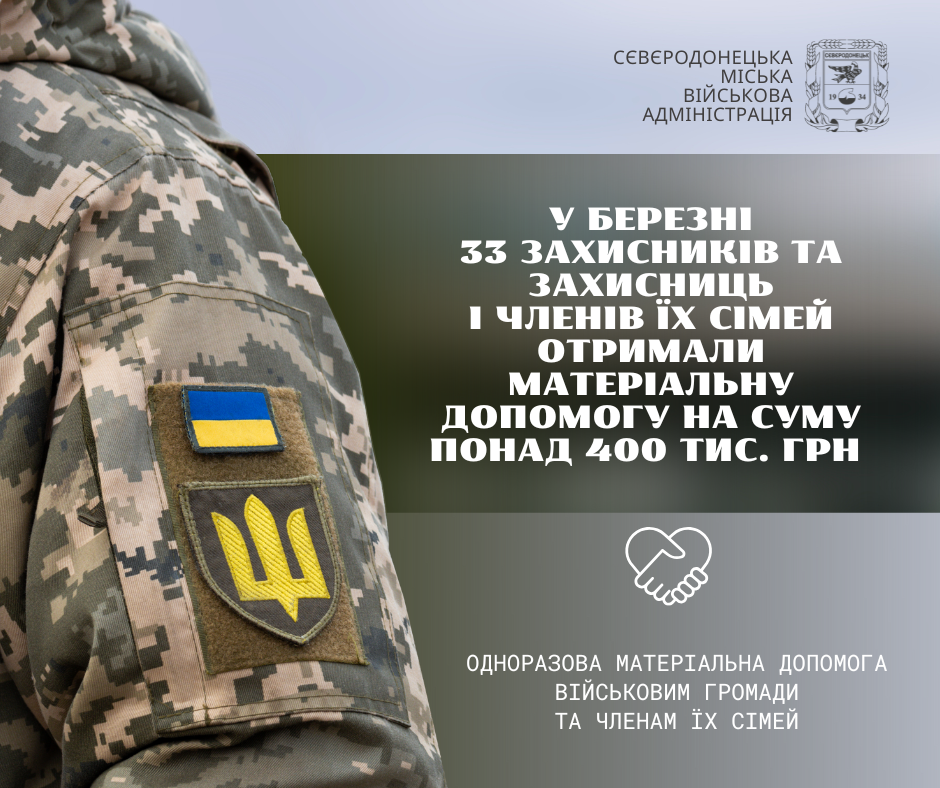 СЄВЄРОДОНЕЦЬКА
МІСЬКА
ВІЙСЬКОВА
АДМІНІСТРАЦІЯ
СЄВЄРОДОНЕЦЬК
19 34
У БЕРЕЗНІ
33 ЗАХИСНИКІВ ТА
ЗАХИСНИЦЬ
І ЧЛЕНІВ ЇХ СІМЕЙ
ОТРИМАЛИ
МАТЕРІАЛЬНУ
ДОПОМОГУ НА СУМУ
ПОНАД 400 ТИС. ГРН
ОДНОРАЗОВА МАТЕРІАЛЬНА ДОПОМОГА
ВІЙСЬКОВИМ ГРОМАДИ
ТА ЧЛЕНАМ ЇХ СІМЕЙ